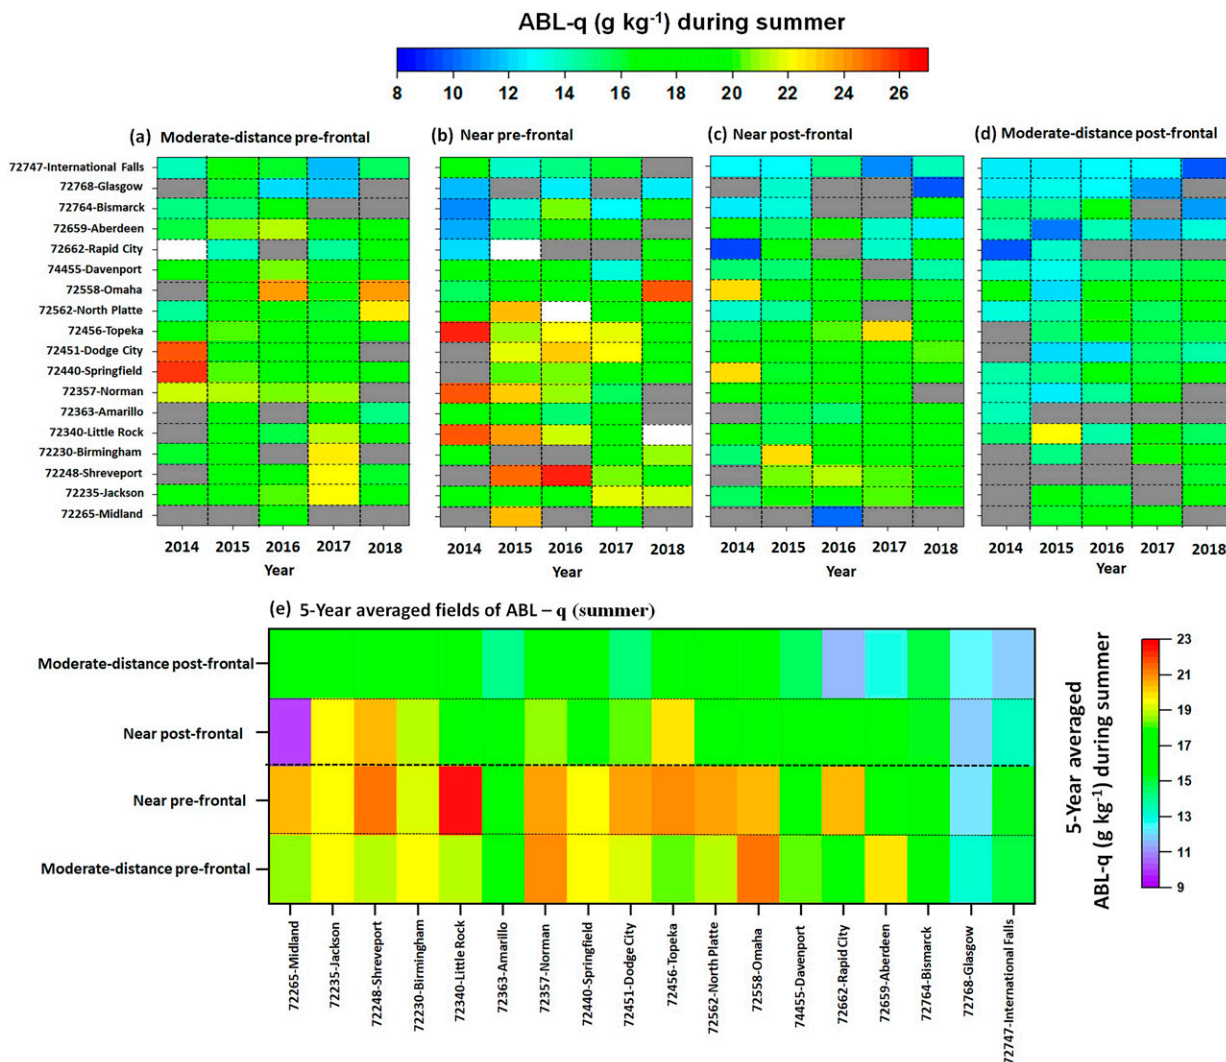 ABL-q (g kg-1) during summer
8 10 12 14 16 18 20 22 24 26
(a) Moderate-distance pre-frontal
(b) Near pre-frontal
(c) Near post-frontal
(d) Moderate-distance post-frontal
72747-International Falls
72768-Glasgow
72764-Bismarck
72659-Aberdeen
72662-Rapid City
74455-Davenport
72558-Omaha
72562-North Platte
72456-Topeka
72451-Dodge City
72440-Springfield
72357-Norman
72363-Amarillo
72340-Little Rock
72230-Birmingham
72248-Shreveport
72235-Jackson
72265-Midland
2014 2015 2016 2017 2018
2014 2015 2016 2017 2018
2014 2015 2016 2017 2018
2014 2015 2016 2017 2018
Year
Year
Year
Year
(e) 5-Year averaged fields of ABL – q (summer)
Moderate-distance post-frontal
Near post-frontal
Near pre-frontal
Moderate-distance pre-frontal
72265-Midland
72235-Jackson
72248-Shreveport
72230-Birmingham
72340-Little Rock
72363-Amarillo
72357-Norman
72440-Springfield
72451-Dodge City
72456-Topeka
72562-North Platte
72558-Omaha
74455-Davenport
72662-Rapid City
72659-Aberdeen
72764-Bismarck
72768-Glasgow
72747-International Falls
5-Year averaged
ABL-q (g kg-1) during summer
23
21
19
17
15
13
11
9